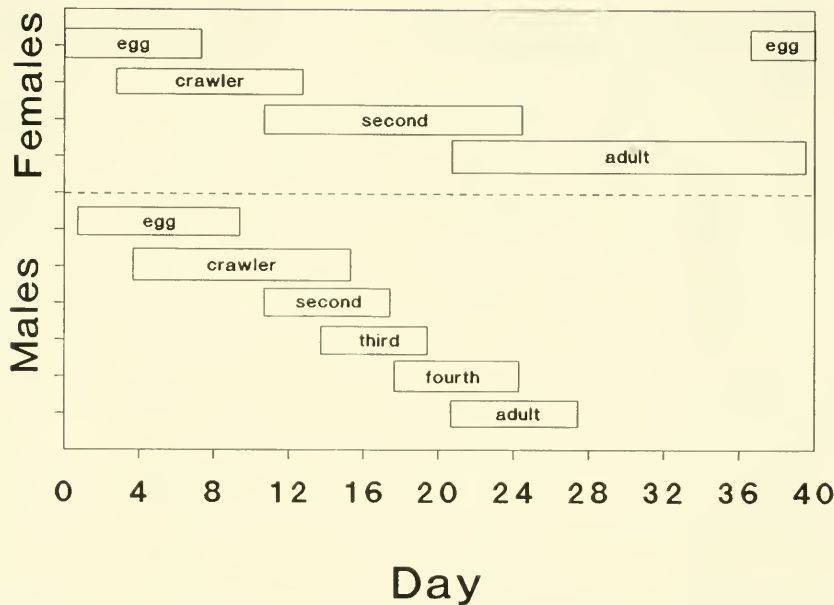 Females
egg
egg
crawler
second
adult
Males
egg
crawler
second
third
fourth
adult
0 4 8 12 16 20 24 28 32 36 40
Day